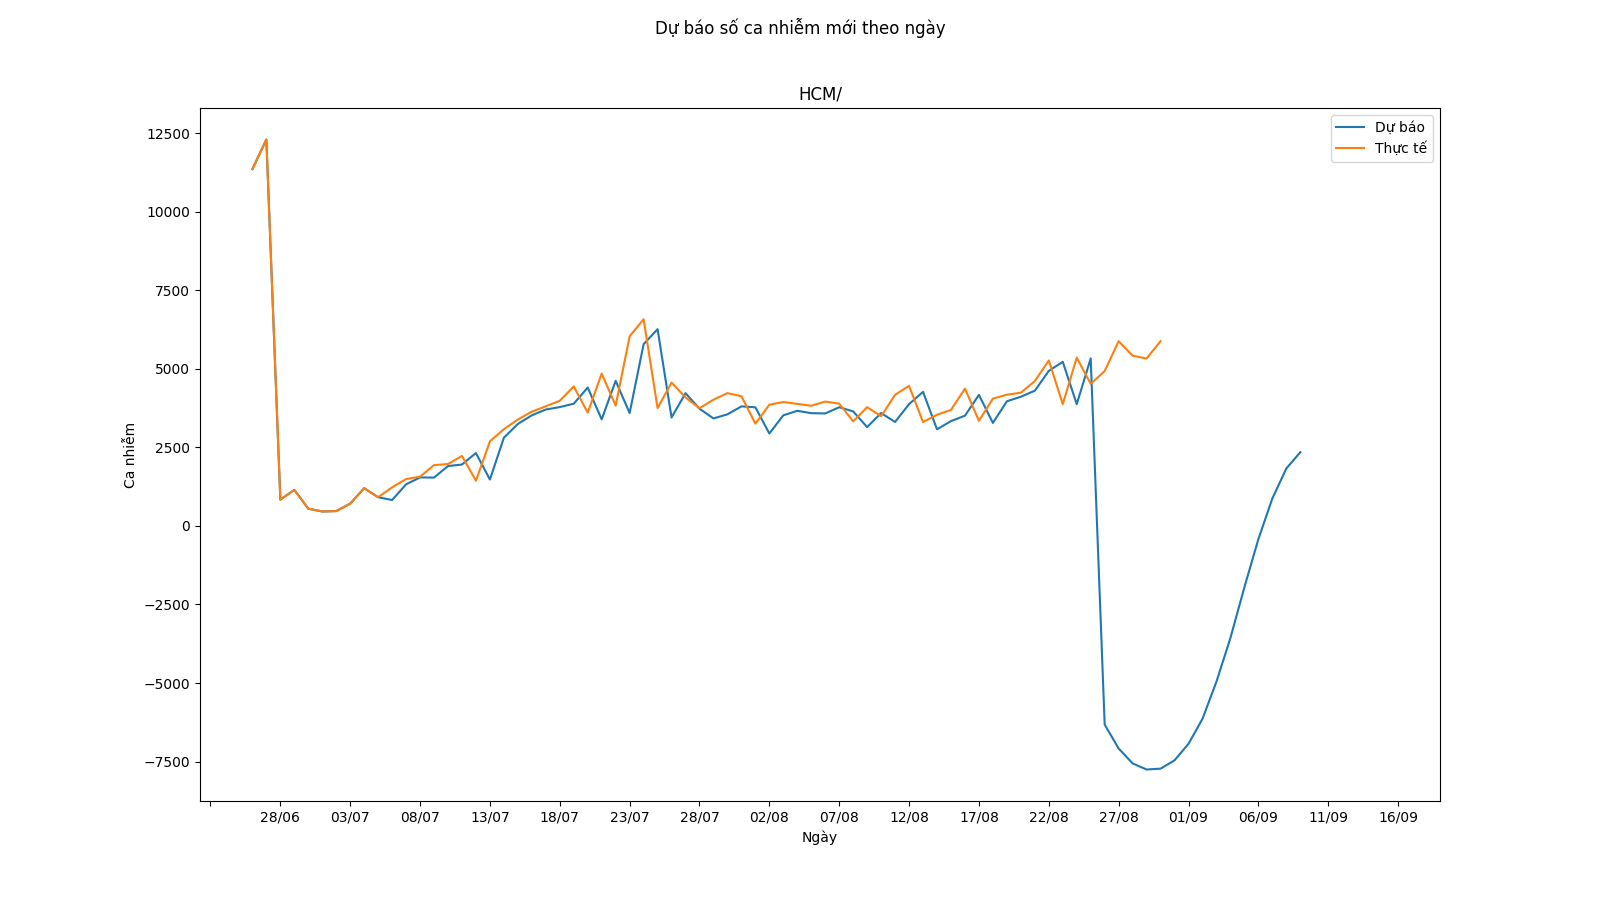 Dự báo số ca nhiễm mới theo ngày
HCM/
Dự báo
Thực tế
12500
10000
7500
5000
2500
0
−2500
−5000
−7500
Ca nhiễm
28/06 03/07 08/07 13/07 18/07 23/07 28/07 02/08 07/08 12/08 17/08 22/08 27/08 01/09 06/09 11/09 16/09
Ngày